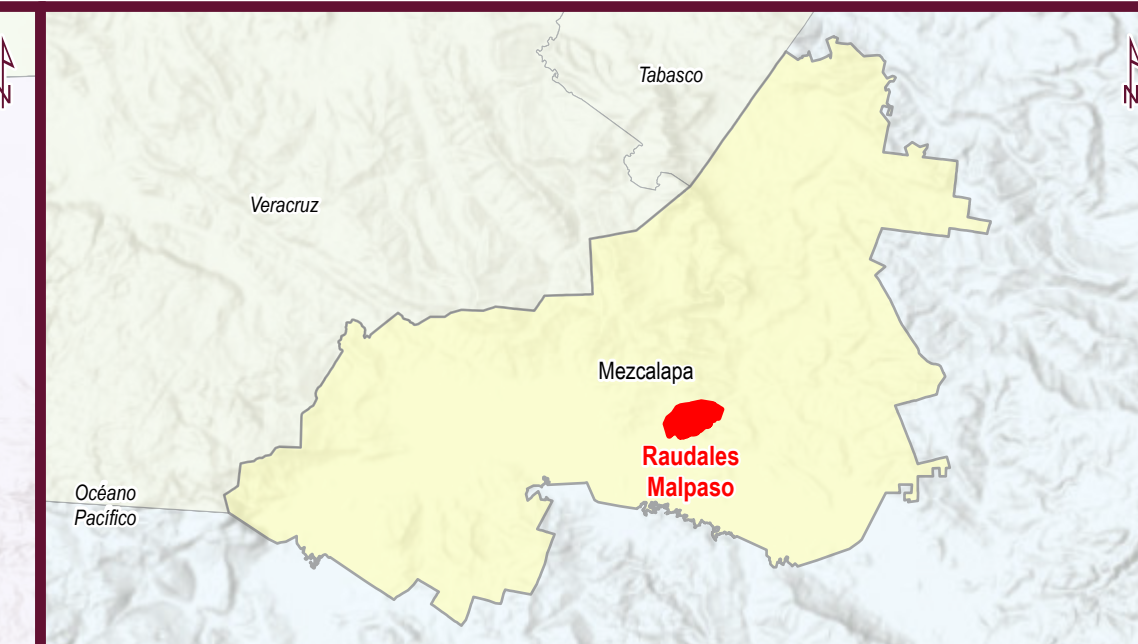 Tabasco
N
N
Veracruz
Mezcalapa
Raudales
Malpaso
Océano
Pacífico